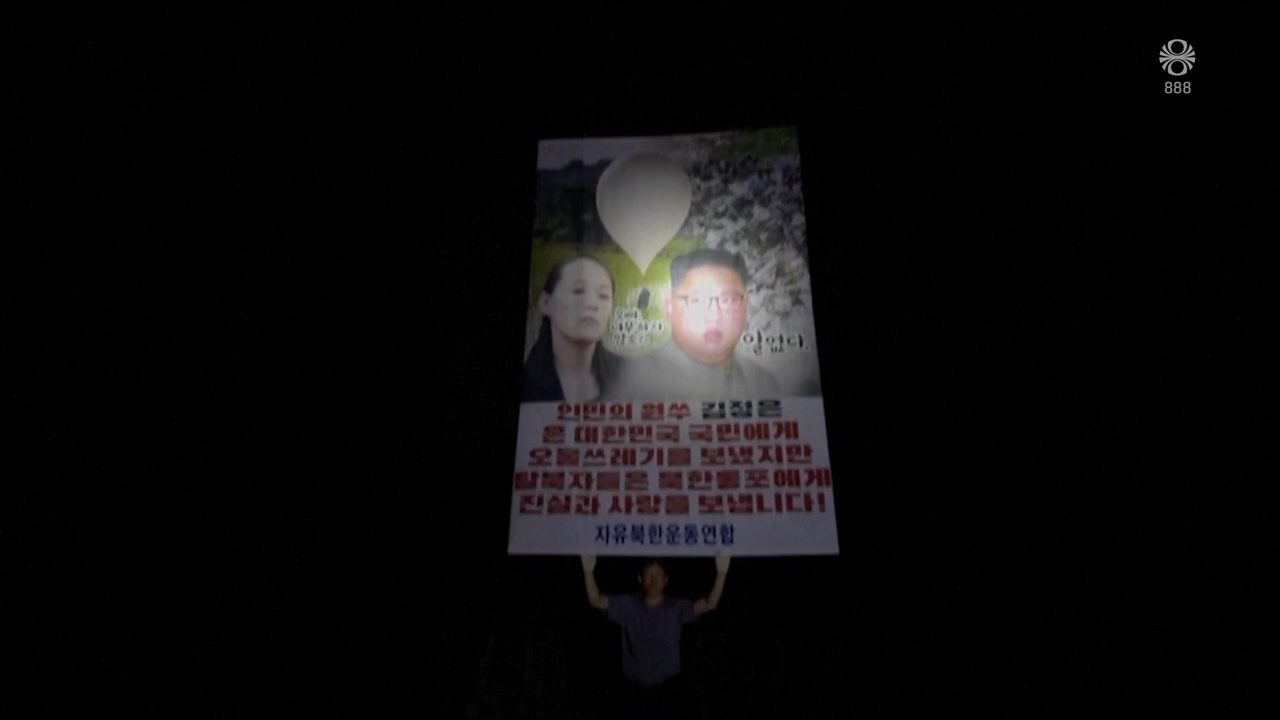 888
일없다.
인민의 원쑤 김정은
은 대한민국 국민에게
오물쓰레기를 보냈지만
탈북자들은 북한동포에게
진실과 사랑을 보냅니다!
자유북한운동연합